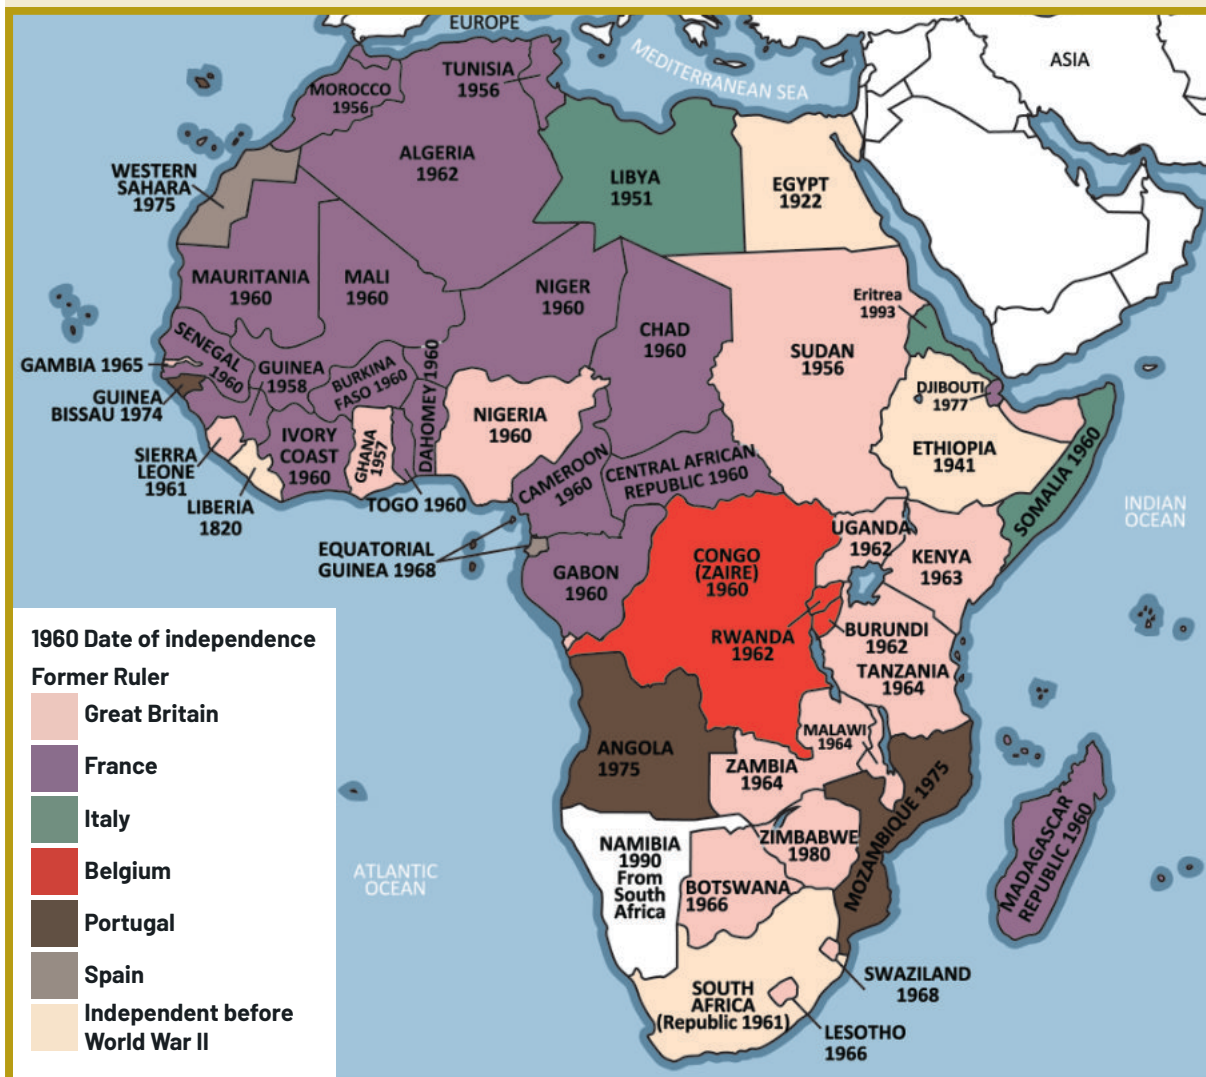 EUROPE
ASIA
MEDITERRANEAN SEA
TUNISIA
1956
MOROCCO
1956
ALGERIA
1962
WESTERN
SAHARA
1975
LIBYA
1951
EGYPT
1922
MAURITANIA
1960
MALI
1960
NIGER
1960
CHAD
1960
Eritrea
1993
SUDAN
1956
SENEGAL
1960
GAMBIA 1965
GUINEA
1958
BURKINA
FASO 1960
DAHOMEY 1960
GUINEA
BISSAU 1974
NIGERIA
1960
DJIBOUTI
1977
ETHIOPIA
1941
SOMALIA 1960
SIERRA
LEONE
1961
IVORY
COAST
1960
GHANA
1957
LIBERIA
1820
TOGO 1960
CAMEROON
1960
CENTRAL AFRICAN
REPUBLIC 1960
INDIAN
OCEAN
EQUATORIAL
GUINEA 1968
GABON
1960
CONGO
(ZAIRE)
1960
UGANDA
1962
KENYA
1963
RWANDA
1962
BURUNDI
1962
TANZANIA
1964
ANGOLA
1975
ZAMBIA
1964
MALAWI
1964
MOZAMBIQUE 1975
MADAGASCAR
REPUBLIC 1960
NAMIBIA
1990
From
South
Africa
ZIMBABWE
1980
BOTSWANA
1966
ATLANTIC
OCEAN
SOUTH
AFRICA
(Republic 1961)
SWAZILAND
1968
LESOTHO
1966
1960 Date of independence
Former Ruler
Great Britain
France
Italy
Belgium
Portugal
Spain
Independent before
World War II